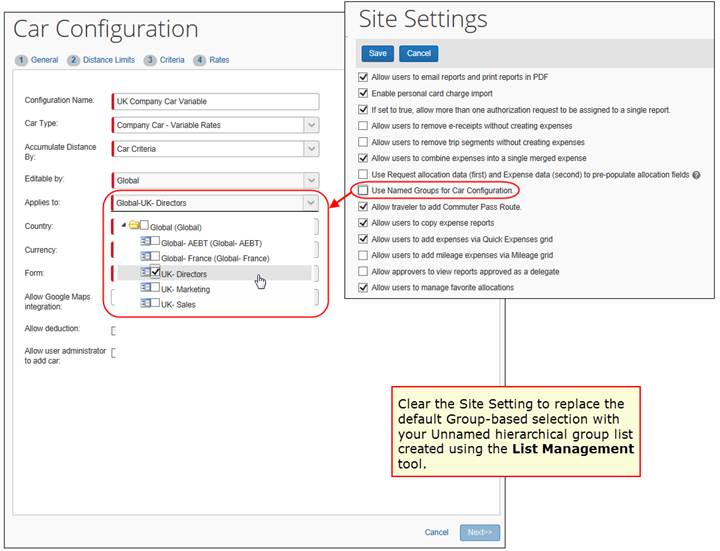 Car Configuration
1 General 2 Distance Limits 3 Criteria 4 Rates
Configuration Name: UK Company Car Variable
Car Type: Company Car - Variable Rates
Accumulate Distance
By: Car Criteria
Editable by: Global
Applies to: Global-UK- Directors
Country:
Global (Global)
Global- AEBT (Global- AEBT)
Currency:
Global- France (Global- France)
Form:
UK- Directors
UK- Marketing
Allow Google Maps
integration:
UK- Sales
Allow deduction:
Allow user administrator
to add car:
Cancel Next>>
Site Settings
Save Cancel
Allow users to email reports and print reports in PDF
Enable personal card charge import
If set to true, allow more than one authorization request to be assigned to a single report.
Allow users to remove e-receipts without creating expenses
Allow users to remove trip segments without creating expenses
Allow users to combine expenses into a single merged expense
Use Request allocation data (first) and Expense data (second) to pre-populate allocation fields ?
Use Named Groups for Car Configuration.
Allow traveler to add Commuter Pass Route.
Allow users to copy expense reports
Allow users to add expenses via Quick Expenses grid
Allow users to add mileage expenses via Mileage grid
Allow approvers to view reports approved as a delegate
Allow users to manage favorite allocations
Clear the Site Setting to replace the
default Group-based selection with
your Unnamed hierarchical group list
created using the List Management
tool.